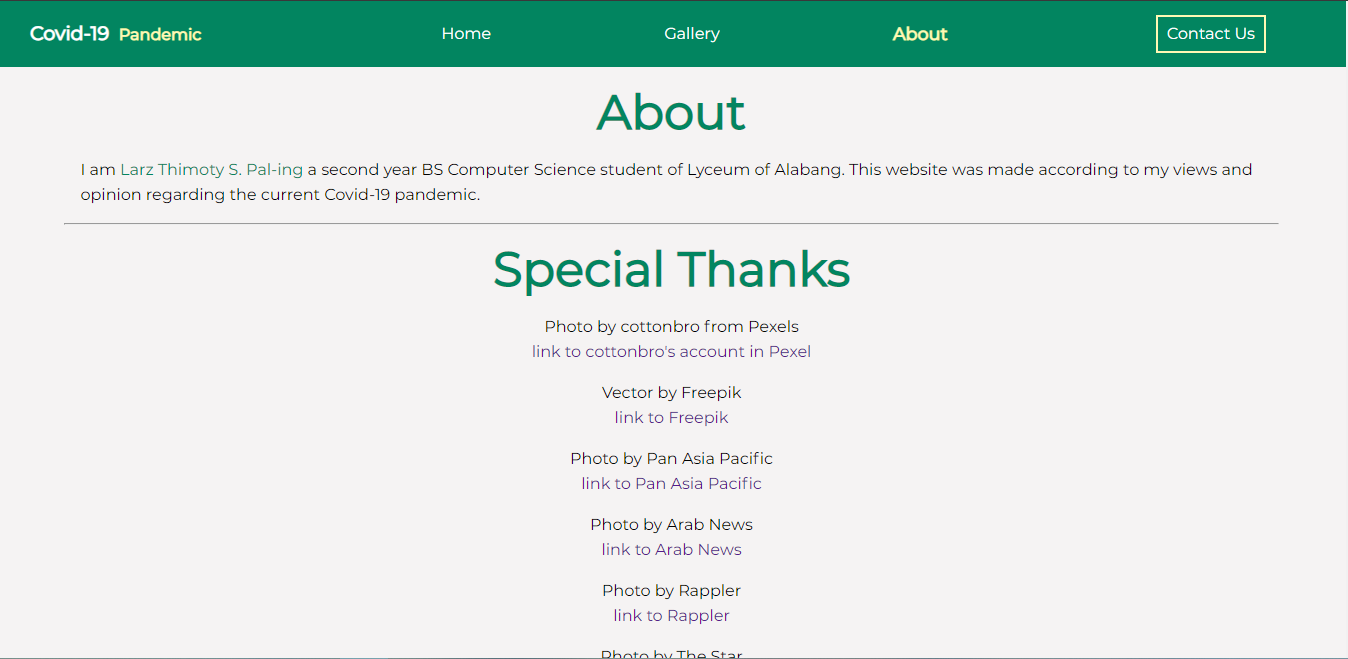 Covid-19 Pandemic Home Gallery About Contact Us
About
I am Larz Thimoty S. Pal-ing a second year BS Computer Science student of Lyceum of Alabang. This website was made according to my views and
opinion regarding the current Covid-19 pandemic.
Special Thanks
Photo by cottonbro from Pexels
link to cottonbro's account in Pexel
Vector by Freepik
link to Freepik
Photo by Pan Asia Pacific
link to Pan Asia Pacific
Photo by Arab News
link to Arab News
Photo by Rappler
link to Rappler
Photo by The Star